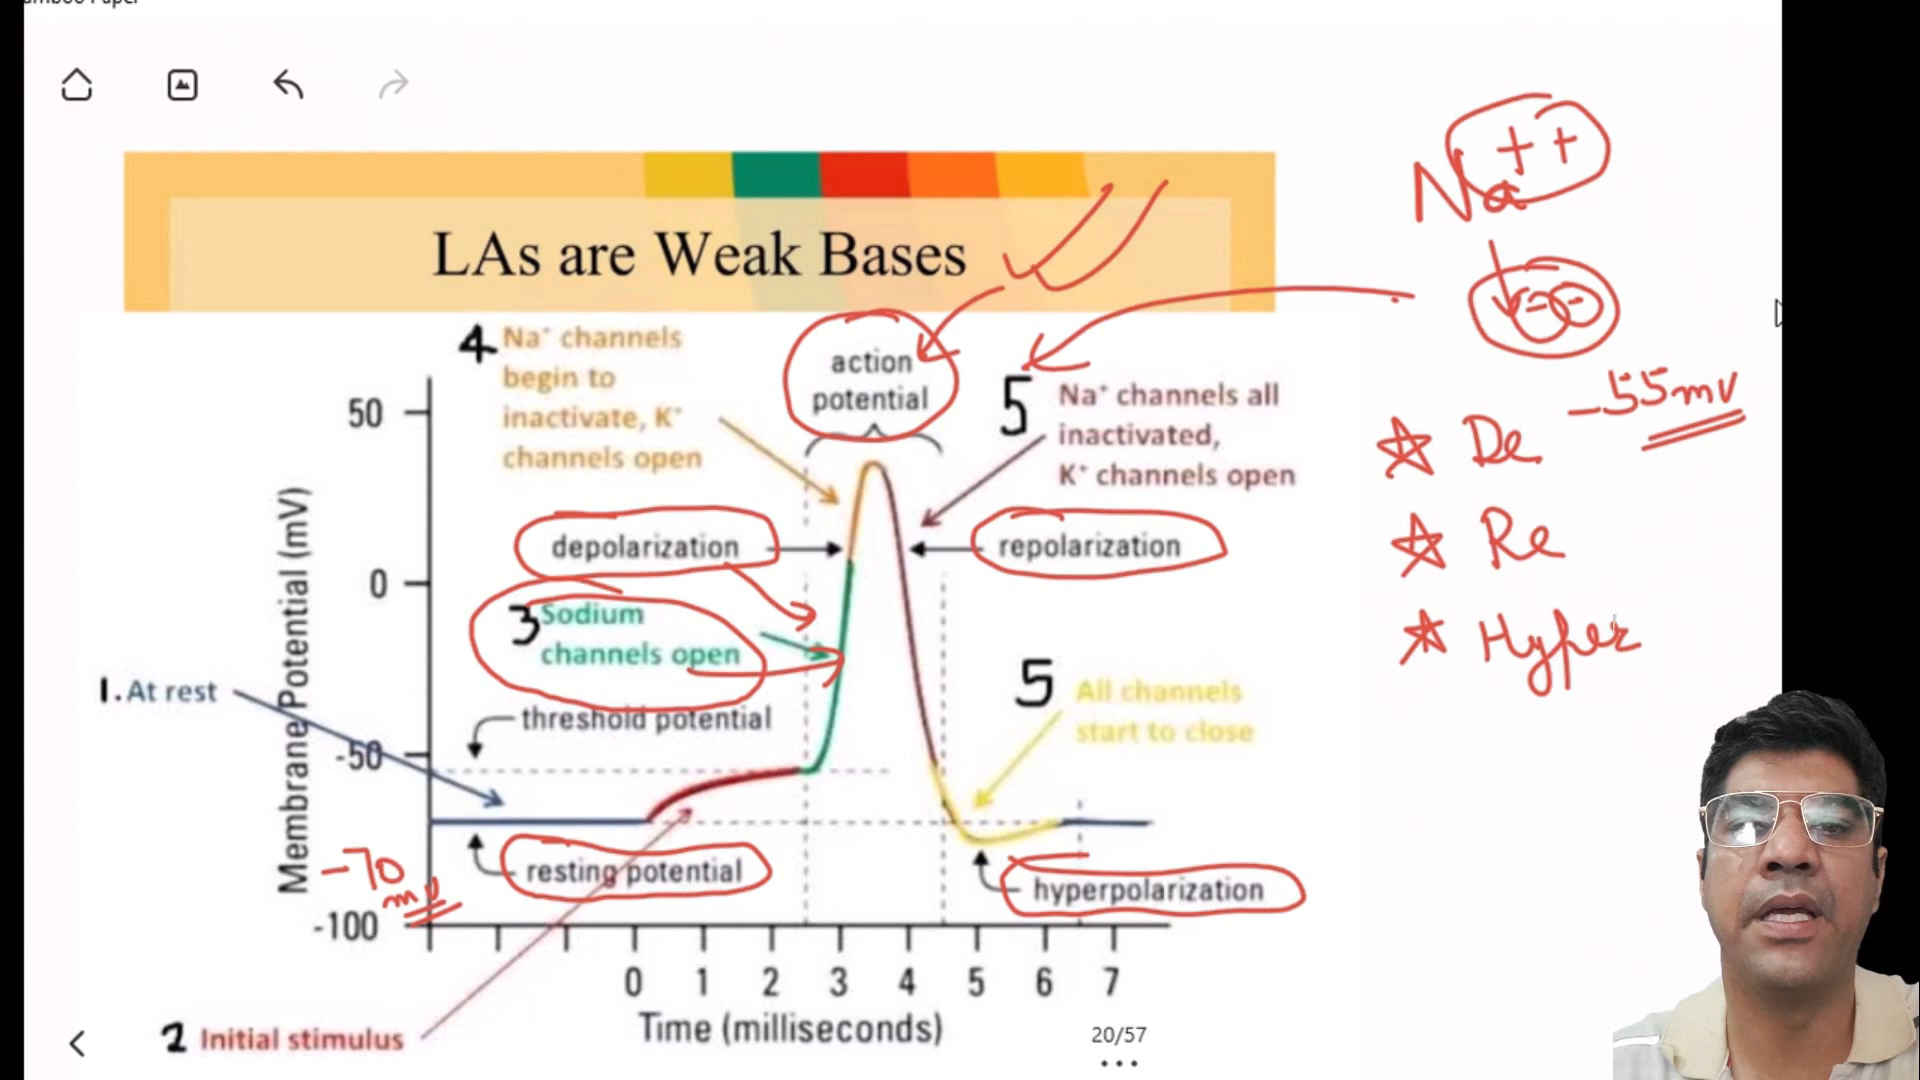 LAs are Weak Bases
4 Na⁺ channels
begin to
inactivate, K⁺
channels open
action
potential
5 Na⁺ channels all
inactivated,
K⁺ channels open
Na ++
- -
-55mv
☆ De
☆ Re
☆ Hyper
depolarization
repolarization
3 Sodium
channels open
1. At rest
threshold potential
5 All channels
start to close
resting potential
hyperpolarization
-70
mv
Membrane Potential (mV)
50
0
-50
-100
0 1 2 3 4 5 6 7
Time (milliseconds)
2 Initial stimulus
20/57